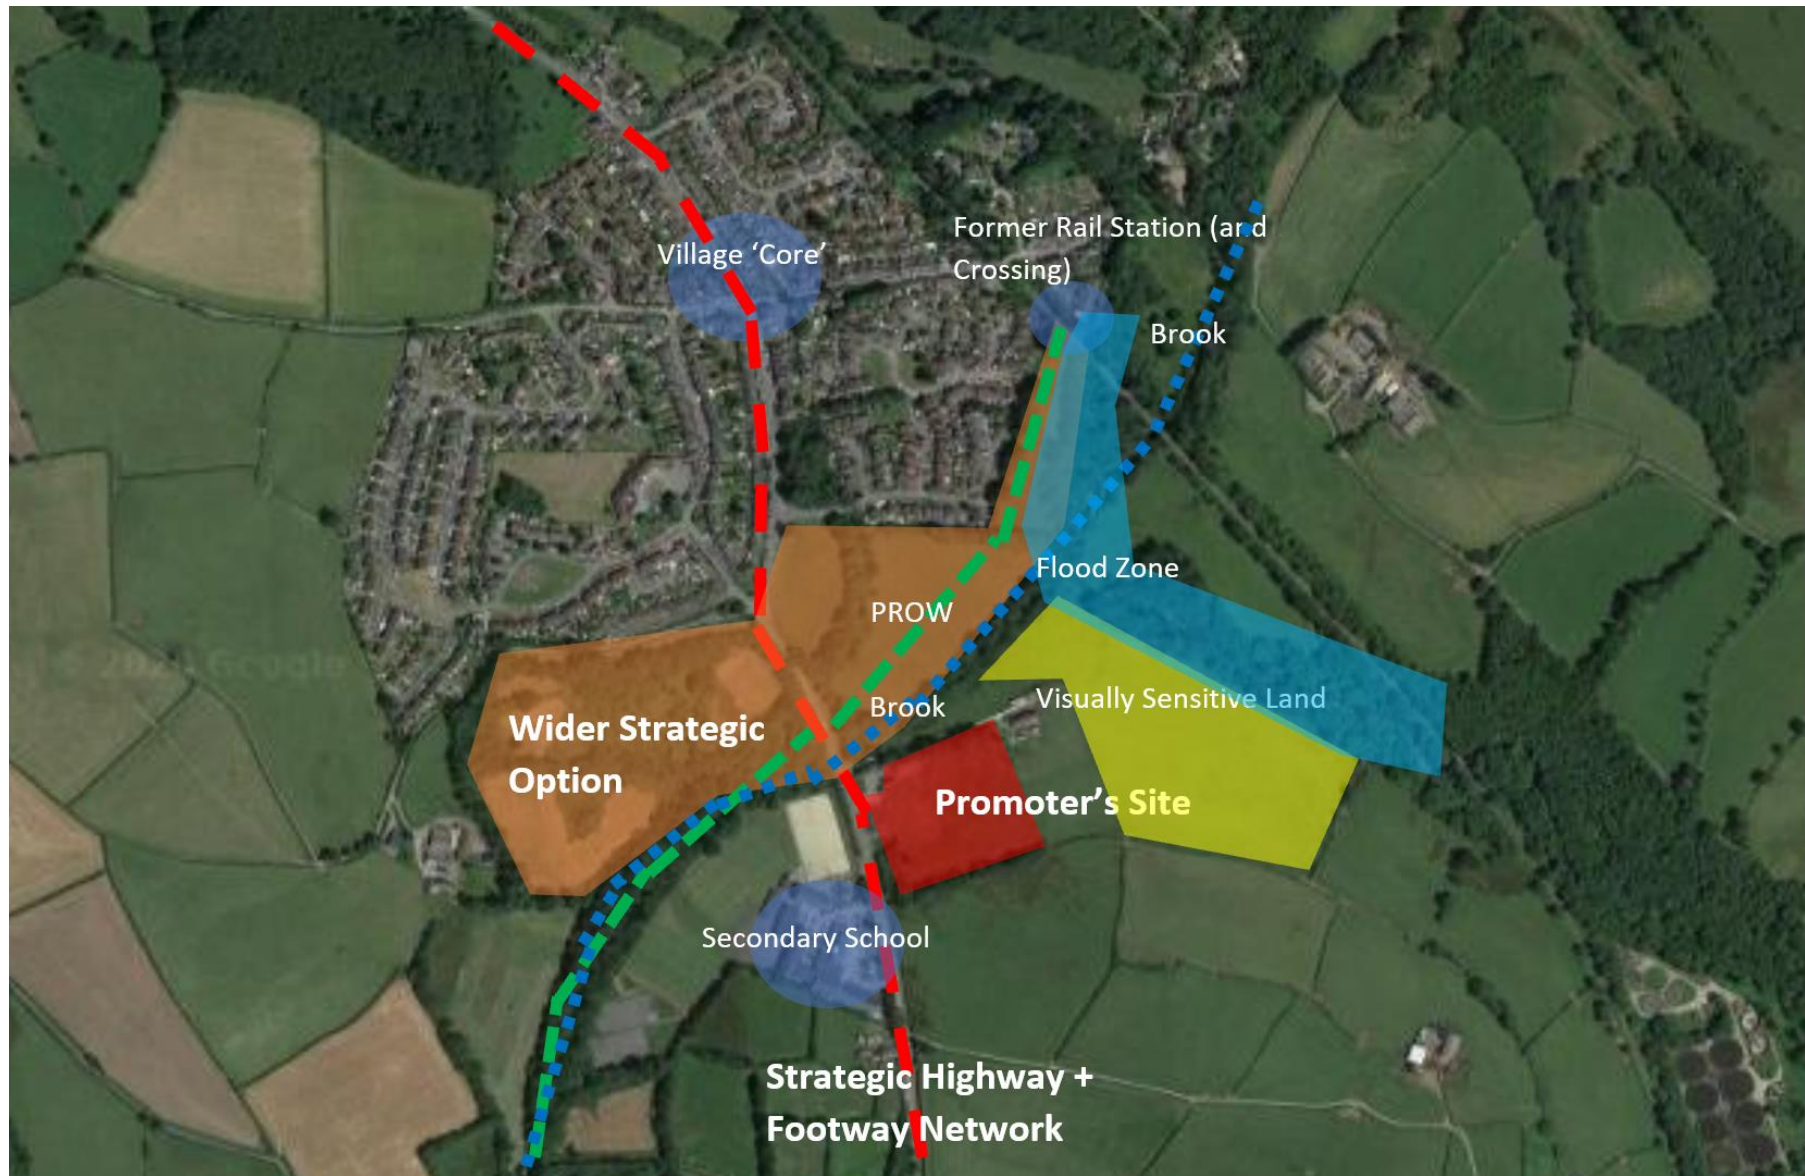 Former Rail Station (and
Crossing)
Village ‘Core’
Brook
Flood Zone
PROW
Visually Sensitive Land
Brook
Wider Strategic
Option
Promoter’s Site
Secondary School
Strategic Highway +
Footway Network